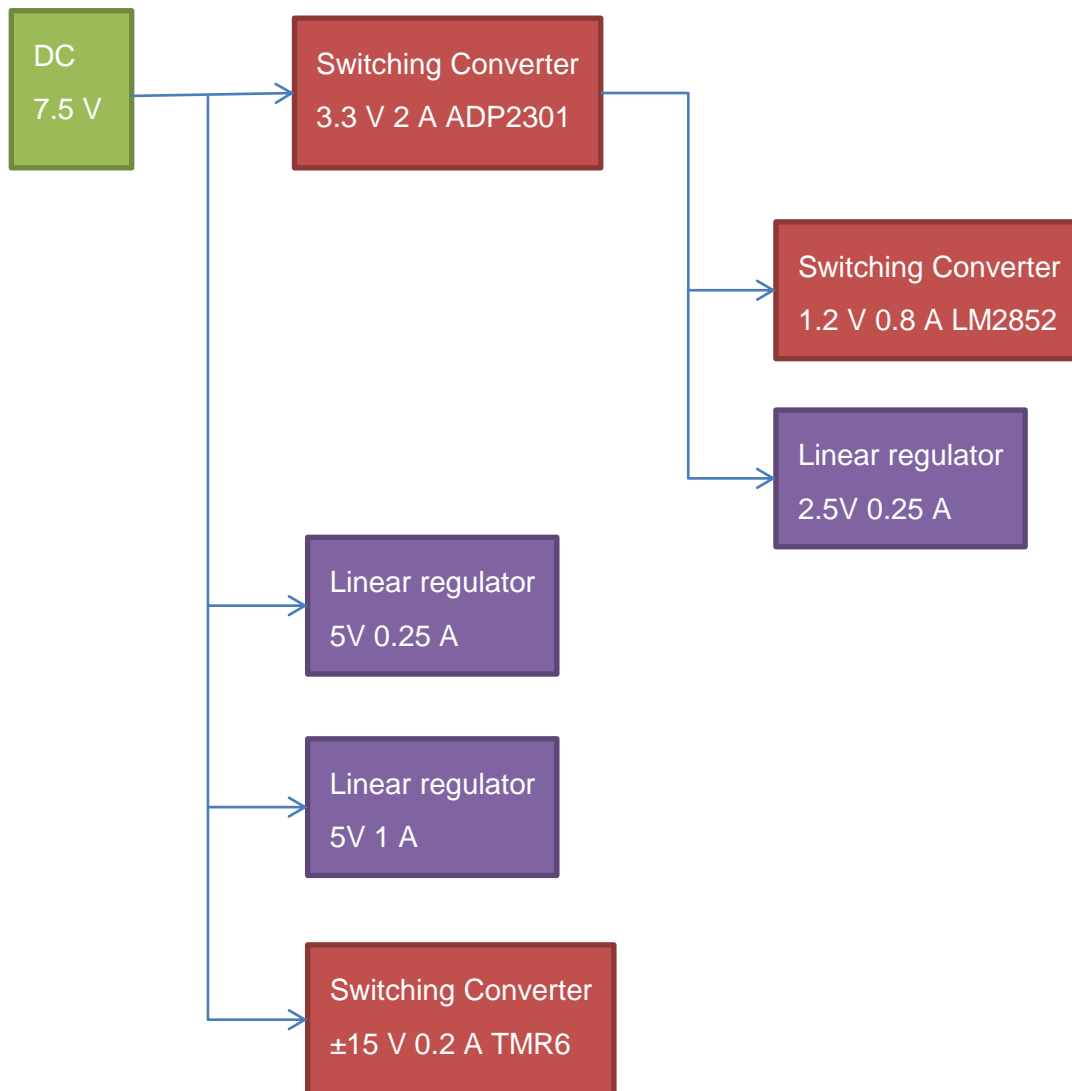 DC
7.5 V
Switching Converter
3.3 V 2 A ADP2301
Switching Converter
1.2 V 0.8 A LM2852
Linear regulator
2.5V 0.25 A
Linear regulator
5V 0.25 A
Linear regulator
5V 1 A
Switching Converter
±15 V 0.2 A TMR6